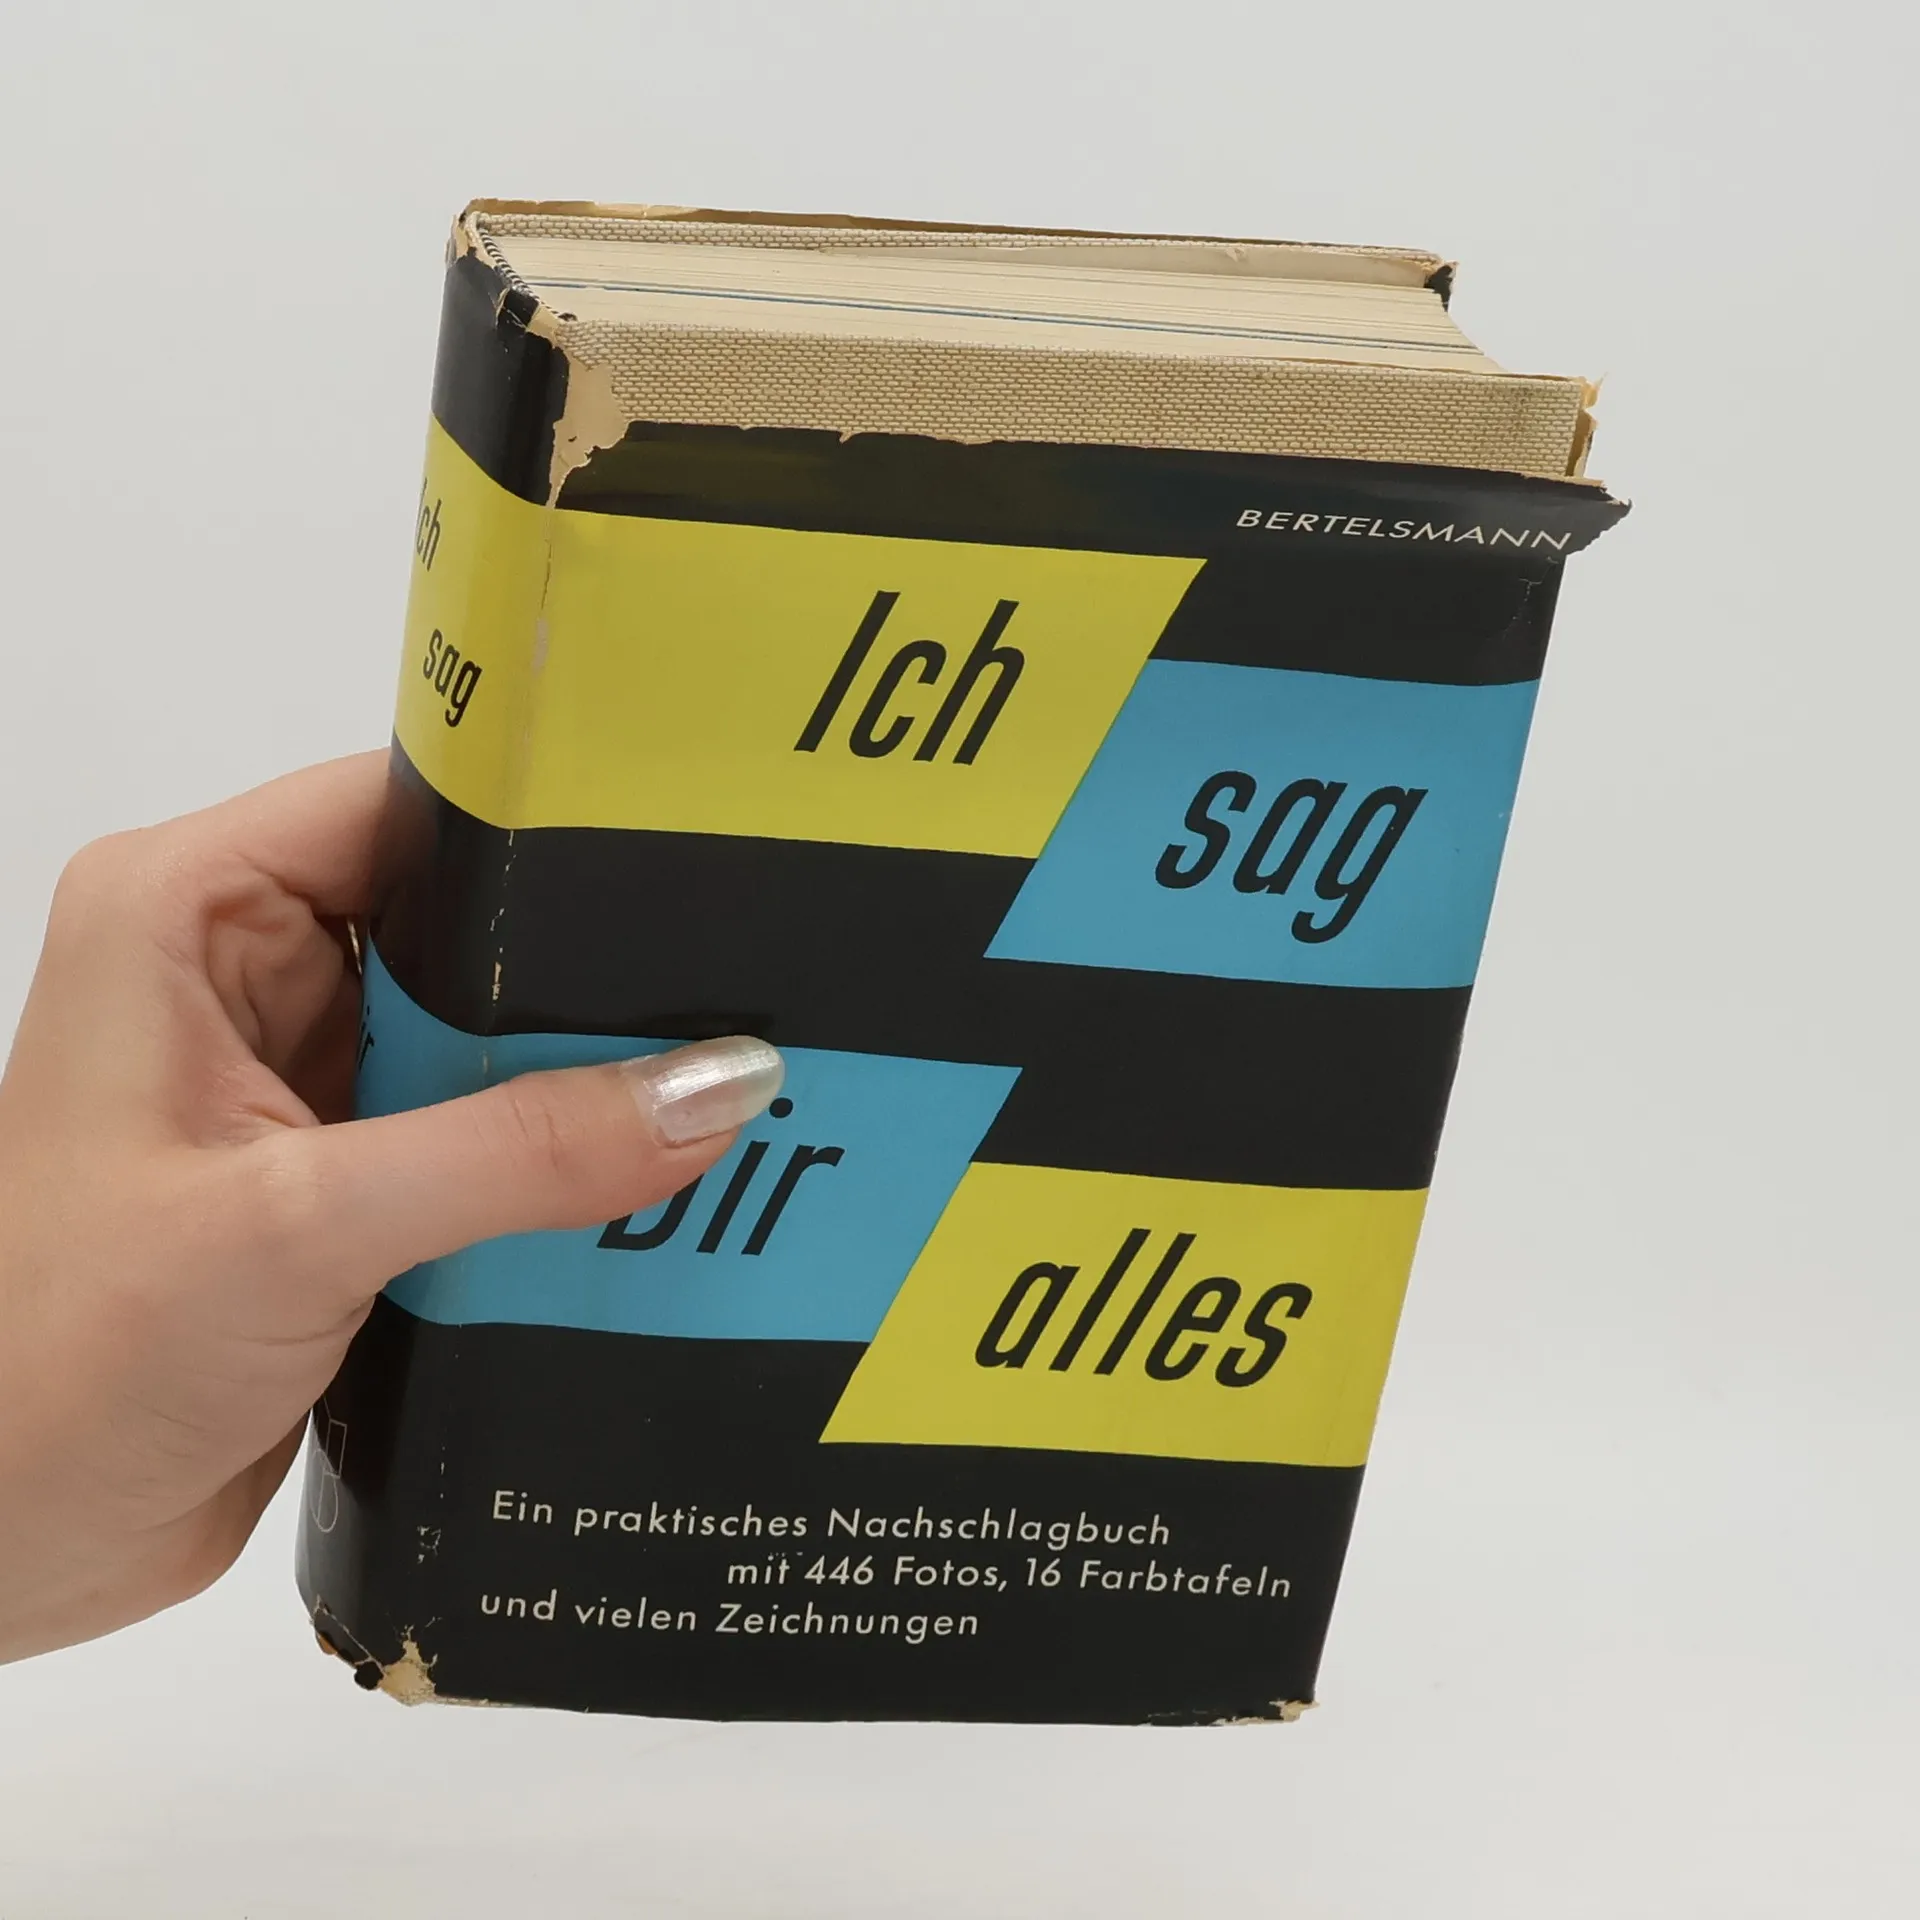 Ich
sag
BERTELSMANN
Ich
sag
Dir
alles
Ein praktisches Nachschlagbuch
mit 446 Fotos, 16 Farbtafeln
und vielen Zeichnungen